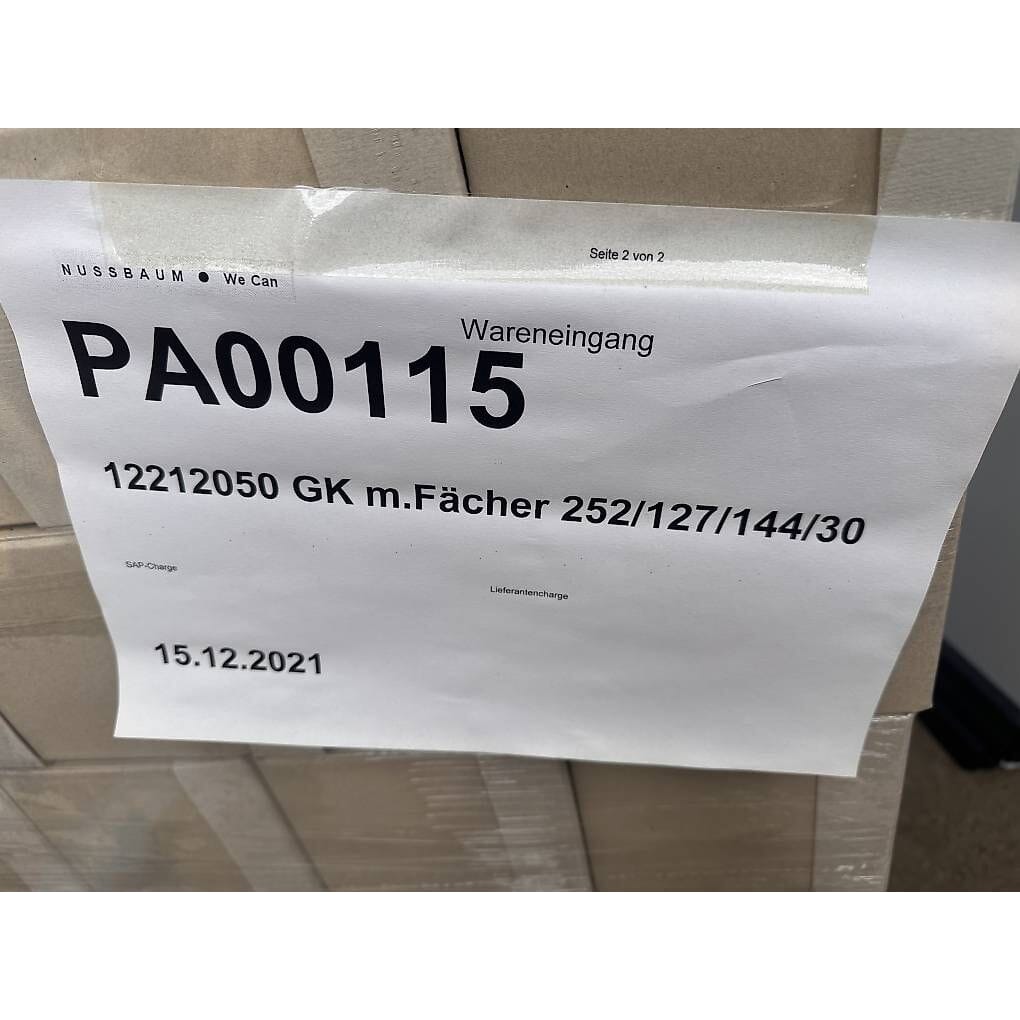 NUSSBAUM ● We Can
Seite 2 von 2
Wareneingang
PA00115
12212050 GK m.Fächer 252/127/144/30
SAP-Charge
Lieferantencharge
15.12.2021